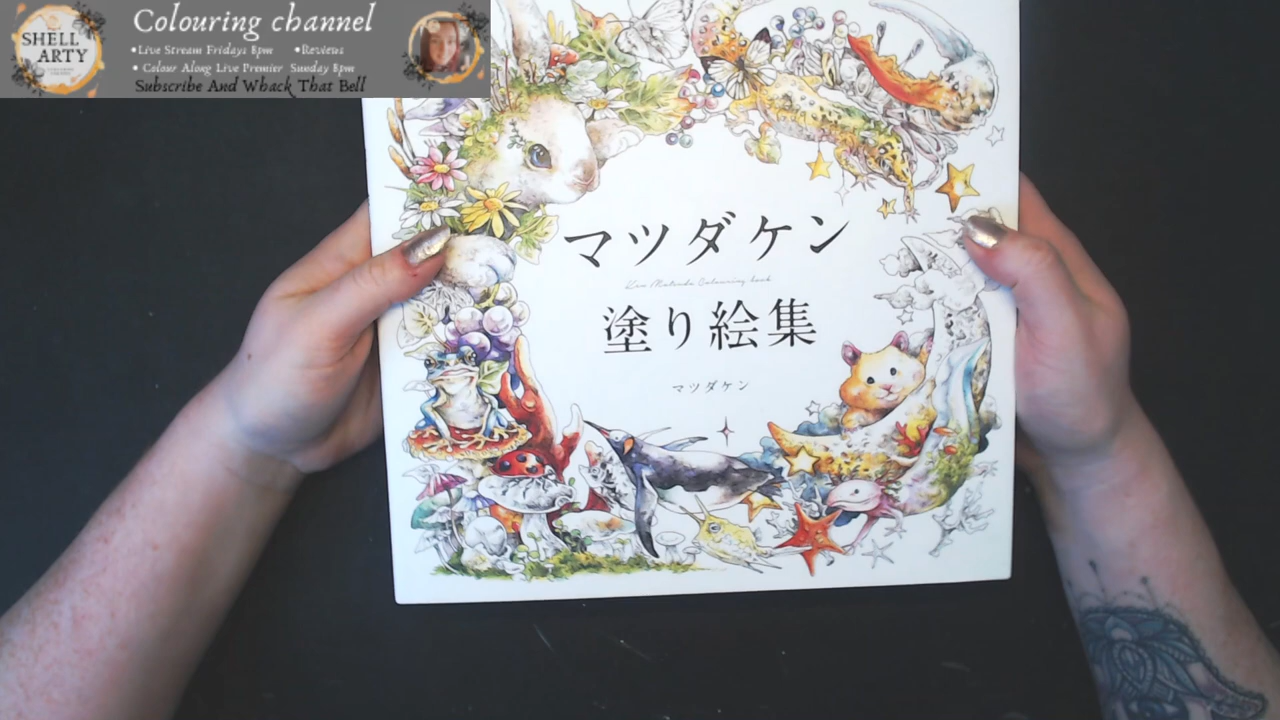 SHELL
ARTY
Colouring channel
•Live Stream Fridays 8pm •Reviews
• Colour Along Live Premier Sunday 8pm
Subscribe And Whack That Bell
マツダケン
Ken Matsuda Colouring book
塗り絵集
マツダケン